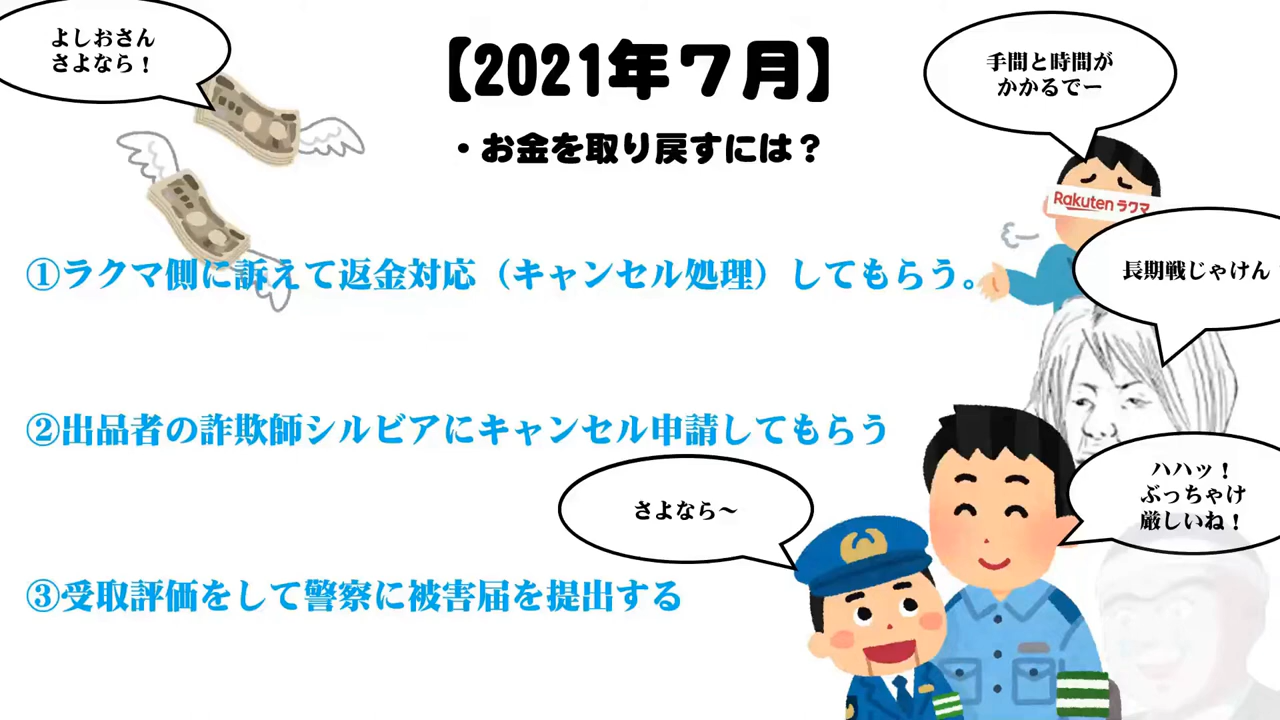 よしおさん
さよなら！
【2021年７月】
・お金を取り戻すには？
手間と時間が
かかるでー
Rakuten ラクマ
①ラクマ側に訴えて返金対応（キャンセル処理）してもらう。
長期戦じゃけん
②出品者の詐欺師シルビアにキャンセル申請してもらう
さよなら～
ハハッ！
ぶっちゃけ
厳しいね！
③受取評価をして警察に被害届を提出する